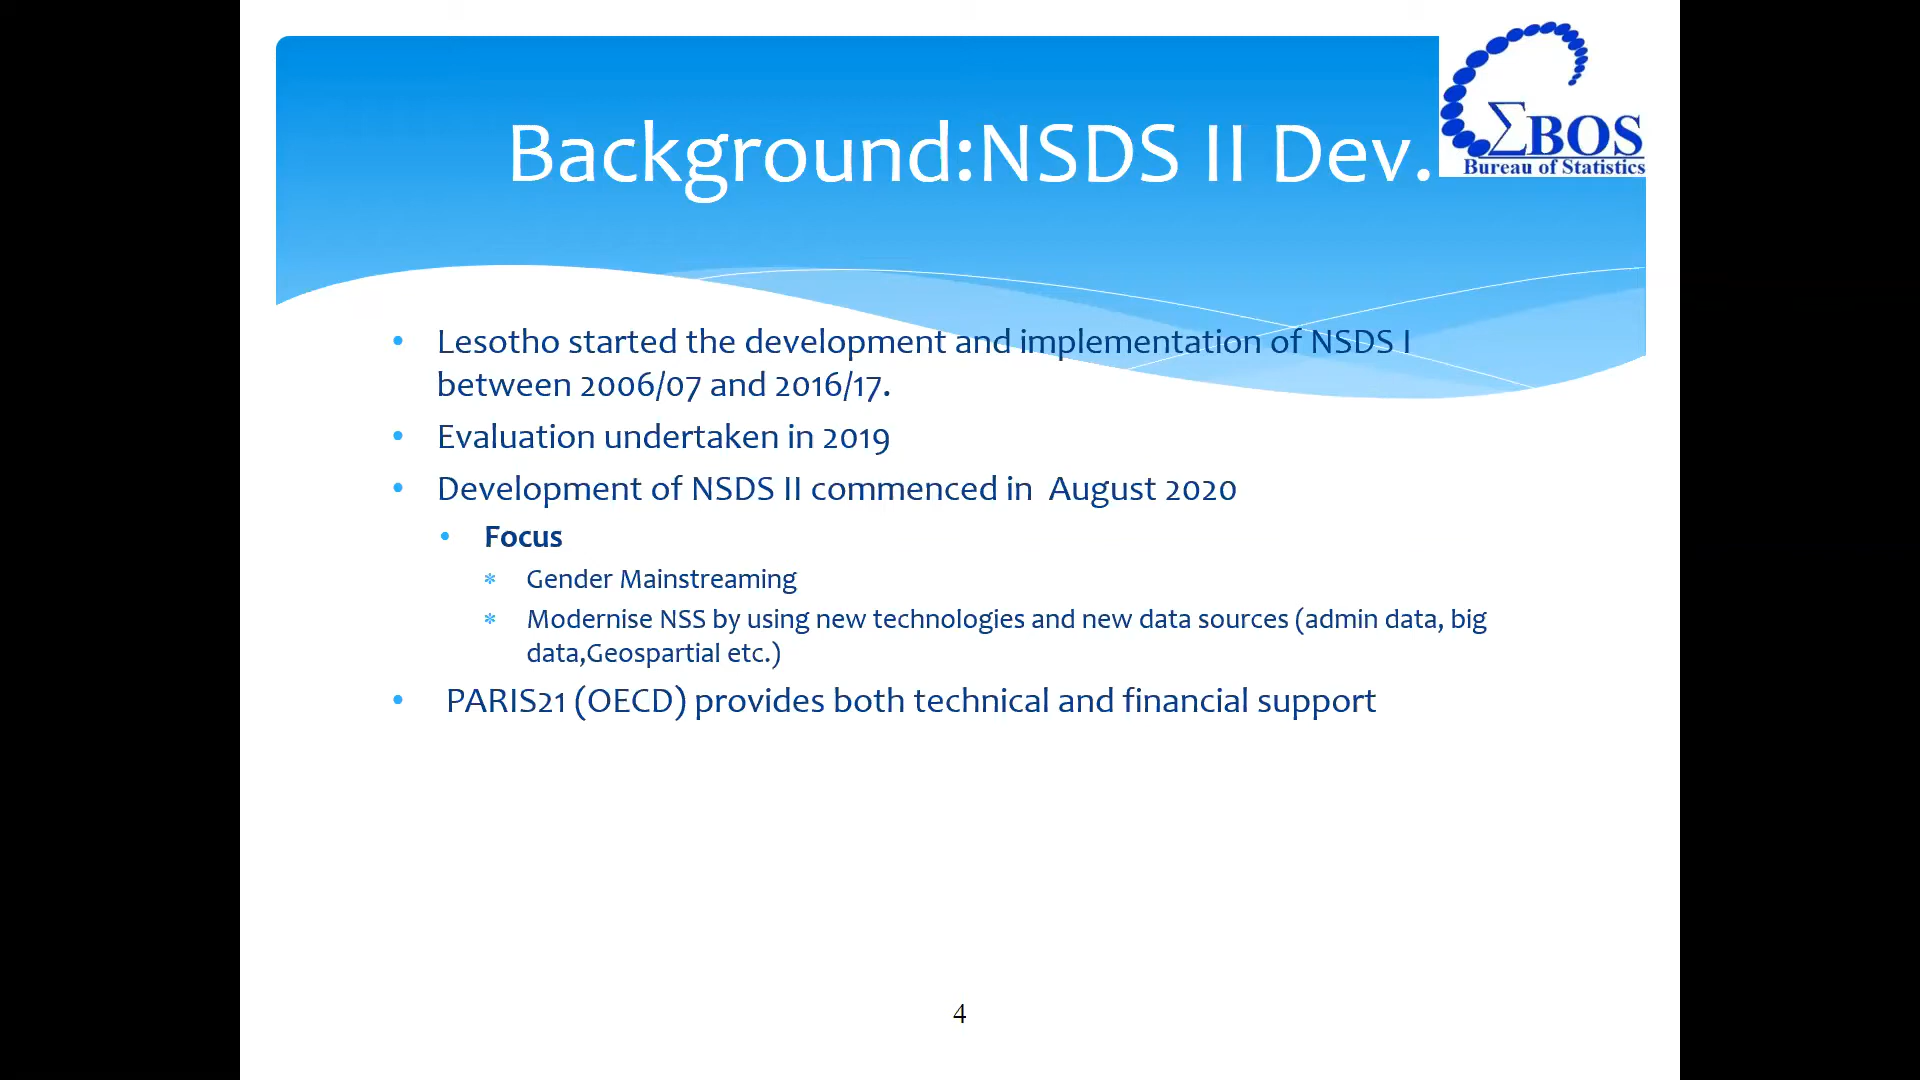 Background:NSDS II Dev.
ΣBOS
Bureau of Statistics
• Lesotho started the development and implementation of NSDS I
between 2006/07 and 2016/17.
• Evaluation undertaken in 2019
• Development of NSDS II commenced in  August 2020
• Focus
* Gender Mainstreaming
* Modernise NSS by using new technologies and new data sources (admin data, big
data,Geospartial etc.)
• PARIS21 (OECD) provides both technical and financial support
4